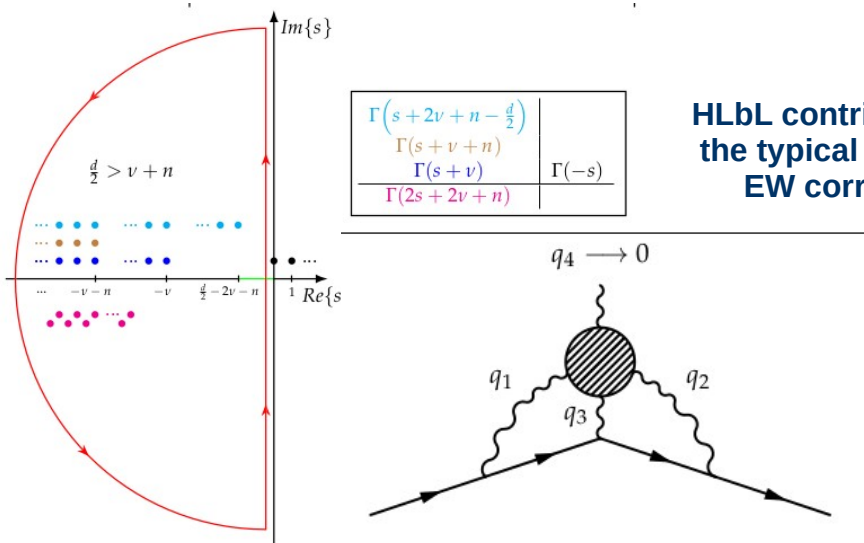 Im{s}
d/2 > ν + n
... ... ...
...
... ...
... −ν − n −ν d/2 − 2ν − n 1 Re{s
...
Γ(s + 2ν + n − d/2)
Γ(s + ν + n)
Γ(s + ν) Γ(−s)
Γ(2s + 2ν + n)
HLbL contri
the typical
EW corr
q₄ ⟶ 0
q₁ q₂
q₃